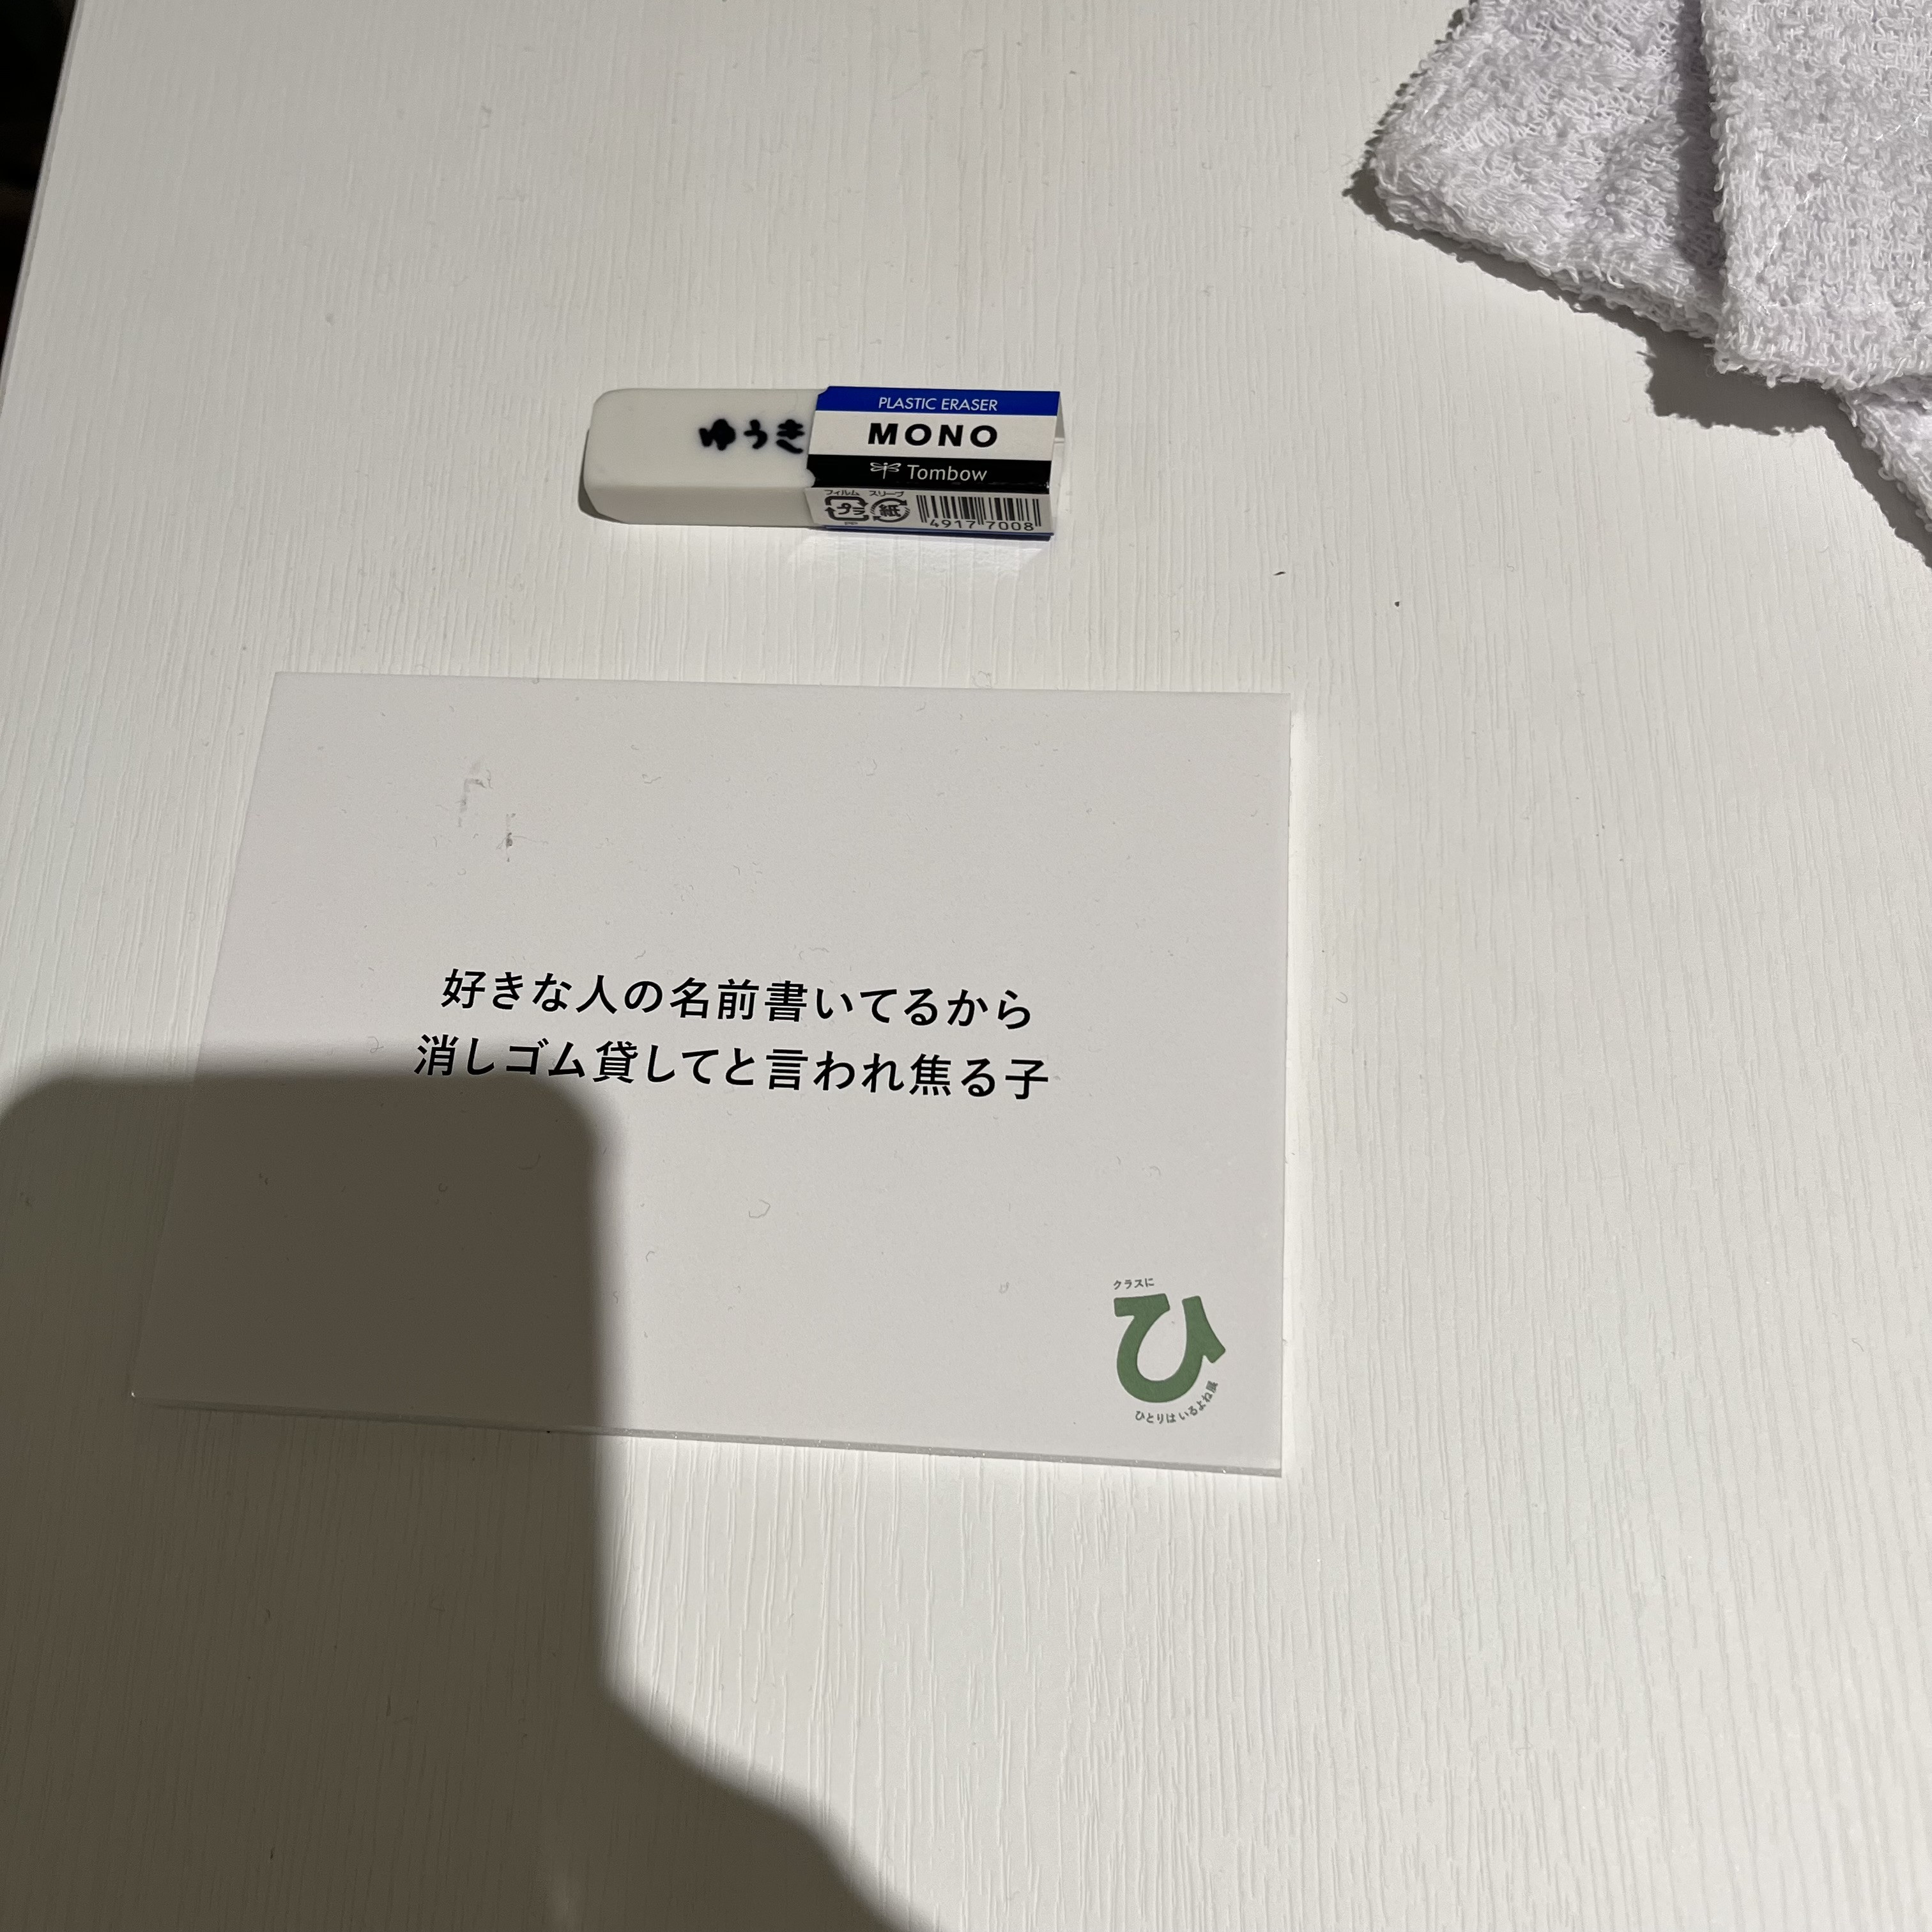 ゆうき
PLASTIC ERASER
MONO
Tombow
フィルム スリーブ
プラ 紙
PP
4917 7008
好きな人の名前書いてるから
消しゴム貸してと言われ焦る子
クラスに
ひ
ひとりは いるよね展